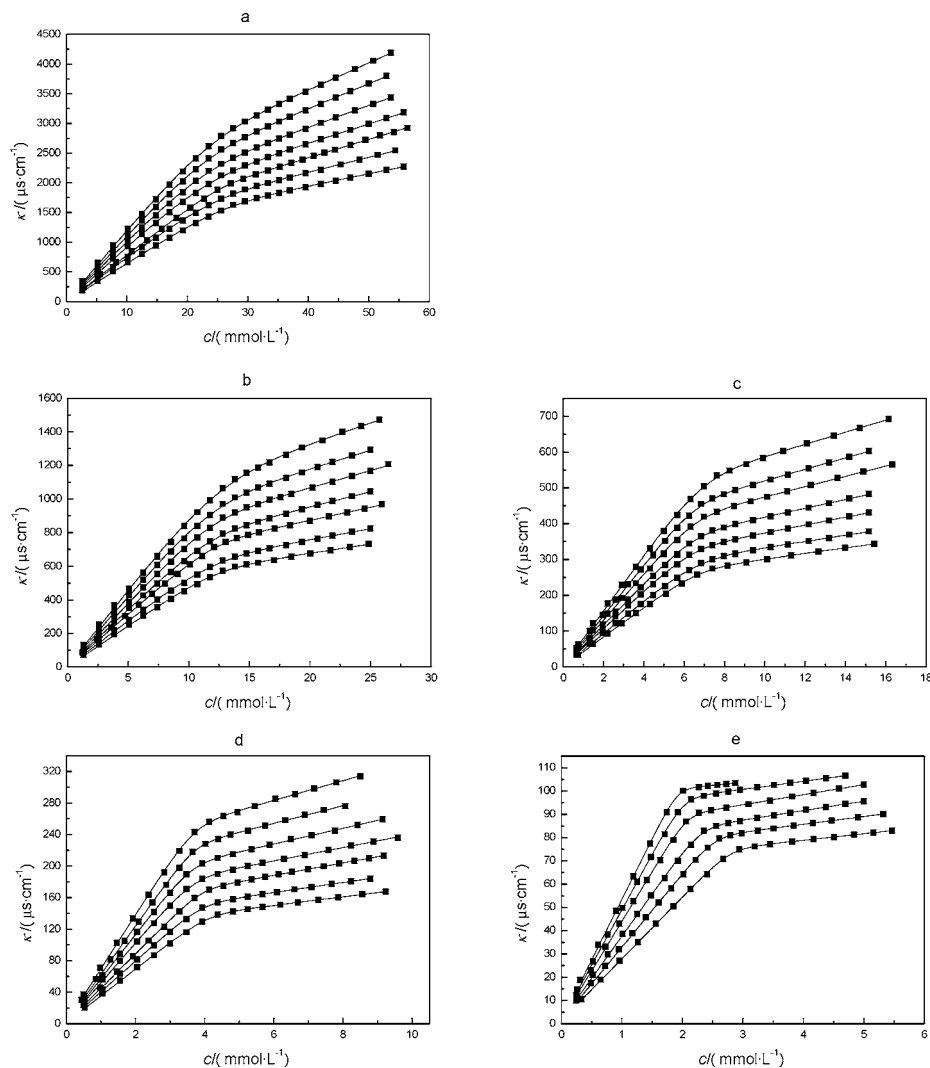 a
4500
4000
3500
3000
2500
2000
1500
1000
500
0
κ/( μs·cm⁻¹)
0 10 20 30 40 50 60
c/( mmol·L⁻¹)
b
1600
1400
1200
1000
800
600
400
200
0
κ/( μs·cm⁻¹)
0 5 10 15 20 25 30
c/( mmol·L⁻¹)
c
700
600
500
400
300
200
100
0
κ/( μs·cm⁻¹)
0 2 4 6 8 10 12 14 16 18
c/( mmol·L⁻¹)
d
320
280
240
200
160
120
80
40
0
κ/( μs·cm⁻¹)
0 2 4 6 8 10
c/( mmol·L⁻¹)
e
110
100
90
80
70
60
50
40
30
20
10
0
κ/( μs·cm⁻¹)
0 1 2 3 4 5 6
c/( mmol·L⁻¹)